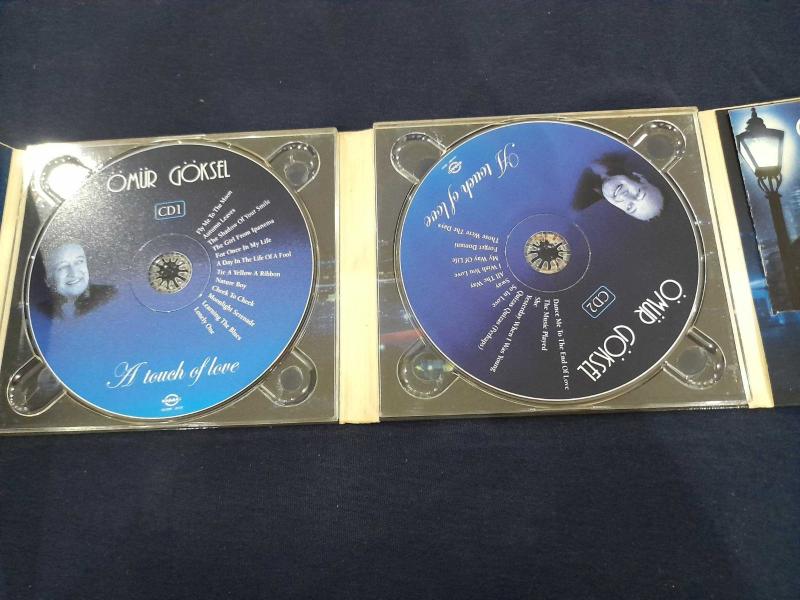 ÖMÜR GÖKSEL
CD1
Fly Me To The Moon
Autumn Leaves
The Shadow Of Your Smile
The Girl From Ipanema
For Once In My Life
A Day In The Life Of A Fool
Tie A Yellow A Ribbon
Nature Boy
Cheek To Cheek
Moonlight Serenade
Learning The Blues
Lonely One
A touch of love
ÖMÜR GÖKSEL
CD2
Dance Me To The End Of Love
The Music Played
She
Yesterday When I Was Young
Quizas Quizas (Perhaps)
So In Love
Sway
All The Way
I Wish You Love
My Way Of Life
Forget Domani
Those Were The Days
A touch of love